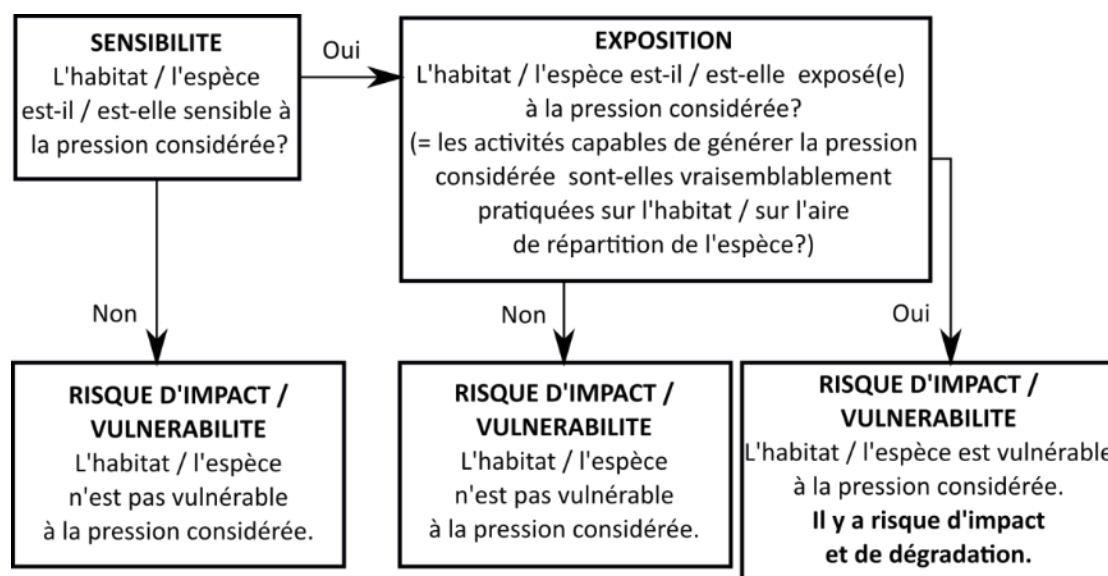 SENSIBILITE
L'habitat / l'espèce
est-il / est-elle sensible à
la pression considérée?
Oui
EXPOSITION
L'habitat / l'espèce est-il / est-elle exposé(e)
à la pression considérée?
(= les activités capables de générer la pression
considérée sont-elles vraisemblablement
pratiquées sur l'habitat / sur l'aire
de répartition de l'espèce?)
Non
Non
Oui
RISQUE D'IMPACT /
VULNERABILITE
L'habitat / l'espèce
n'est pas vulnérable
à la pression considérée.
RISQUE D'IMPACT /
VULNERABILITE
L'habitat / l'espèce
n'est pas vulnérable
à la pression considérée.
RISQUE D'IMPACT /
VULNERABILITE
L'habitat / l'espèce est vulnérable
à la pression considérée.
Il y a risque d'impact
et de dégradation.